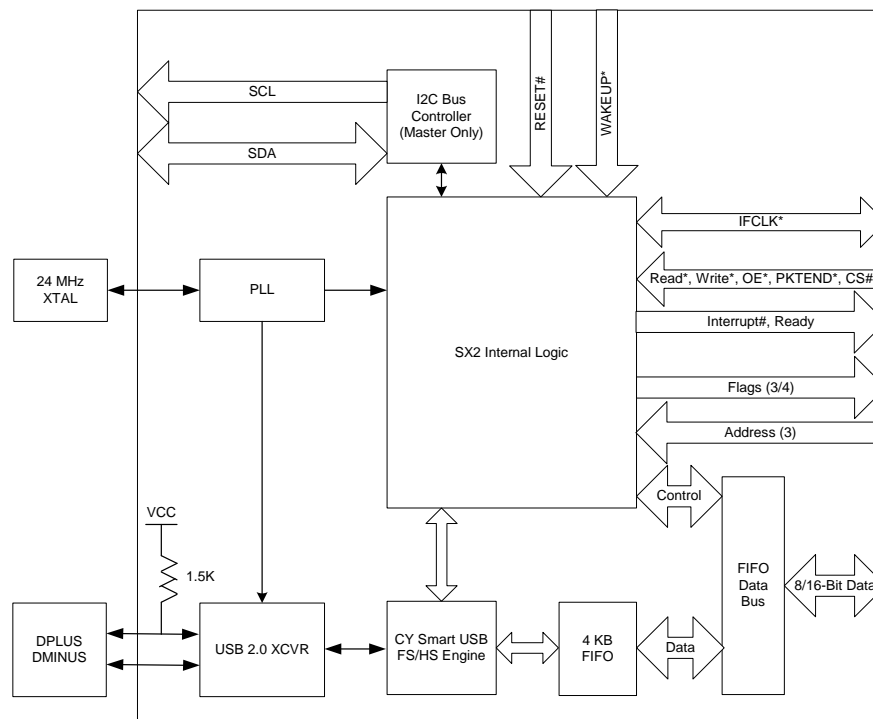 SCL
I2C Bus
Controller
(Master Only)
SDA
RESET#
WAKEUP*
IFCLK*
24 MHz
XTAL
PLL
Read*, Write*, OE*, PKTEND*, CS#
Interrupt#, Ready
SX2 Internal Logic
Flags (3/4)
Address (3)
Control
VCC
1.5K
FIFO
Data
Bus
8/16-Bit Data
DPLUS
DMINUS
USB 2.0 XCVR
CY Smart USB
FS/HS Engine
4 KB
FIFO
Data